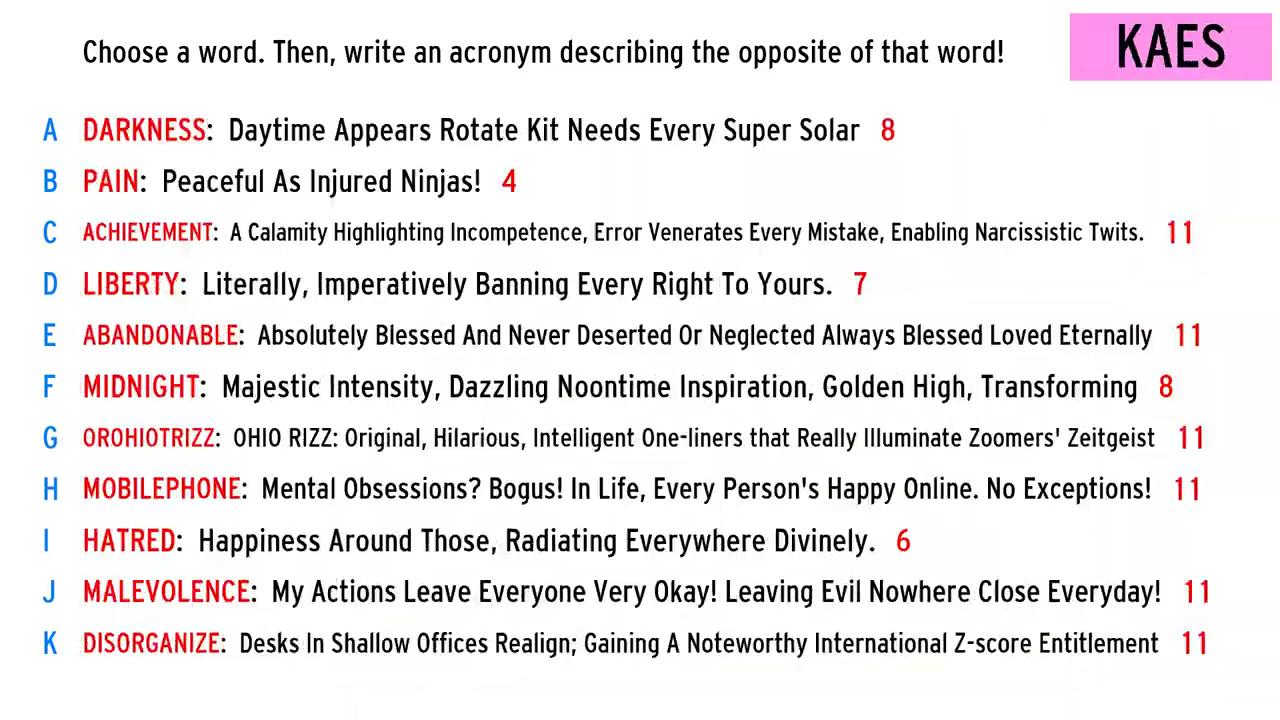 Choose a word. Then, write an acronym describing the opposite of that word!
KAES
A DARKNESS: Daytime Appears Rotate Kit Needs Every Super Solar 8
B PAIN: Peaceful As Injured Ninjas! 4
C ACHIEVEMENT: A Calamity Highlighting Incompetence, Error Venerates Every Mistake, Enabling Narcissistic Twits. 11
D LIBERTY: Literally, Imperatively Banning Every Right To Yours. 7
E ABANDONABLE: Absolutely Blessed And Never Deserted Or Neglected Always Blessed Loved Eternally 11
F MIDNIGHT: Majestic Intensity, Dazzling Noontime Inspiration, Golden High, Transforming 8
G OROHIOTRIZZ: OHIO RIZZ: Original, Hilarious, Intelligent One-liners that Really Illuminate Zoomers' Zeitgeist 11
H MOBILEPHONE: Mental Obsessions? Bogus! In Life, Every Person's Happy Online. No Exceptions! 11
I HATRED: Happiness Around Those, Radiating Everywhere Divinely. 6
J MALEVOLENCE: My Actions Leave Everyone Very Okay! Leaving Evil Nowhere Close Everyday! 11
K DISORGANIZE: Desks In Shallow Offices Realign; Gaining A Noteworthy International Z-score Entitlement 11